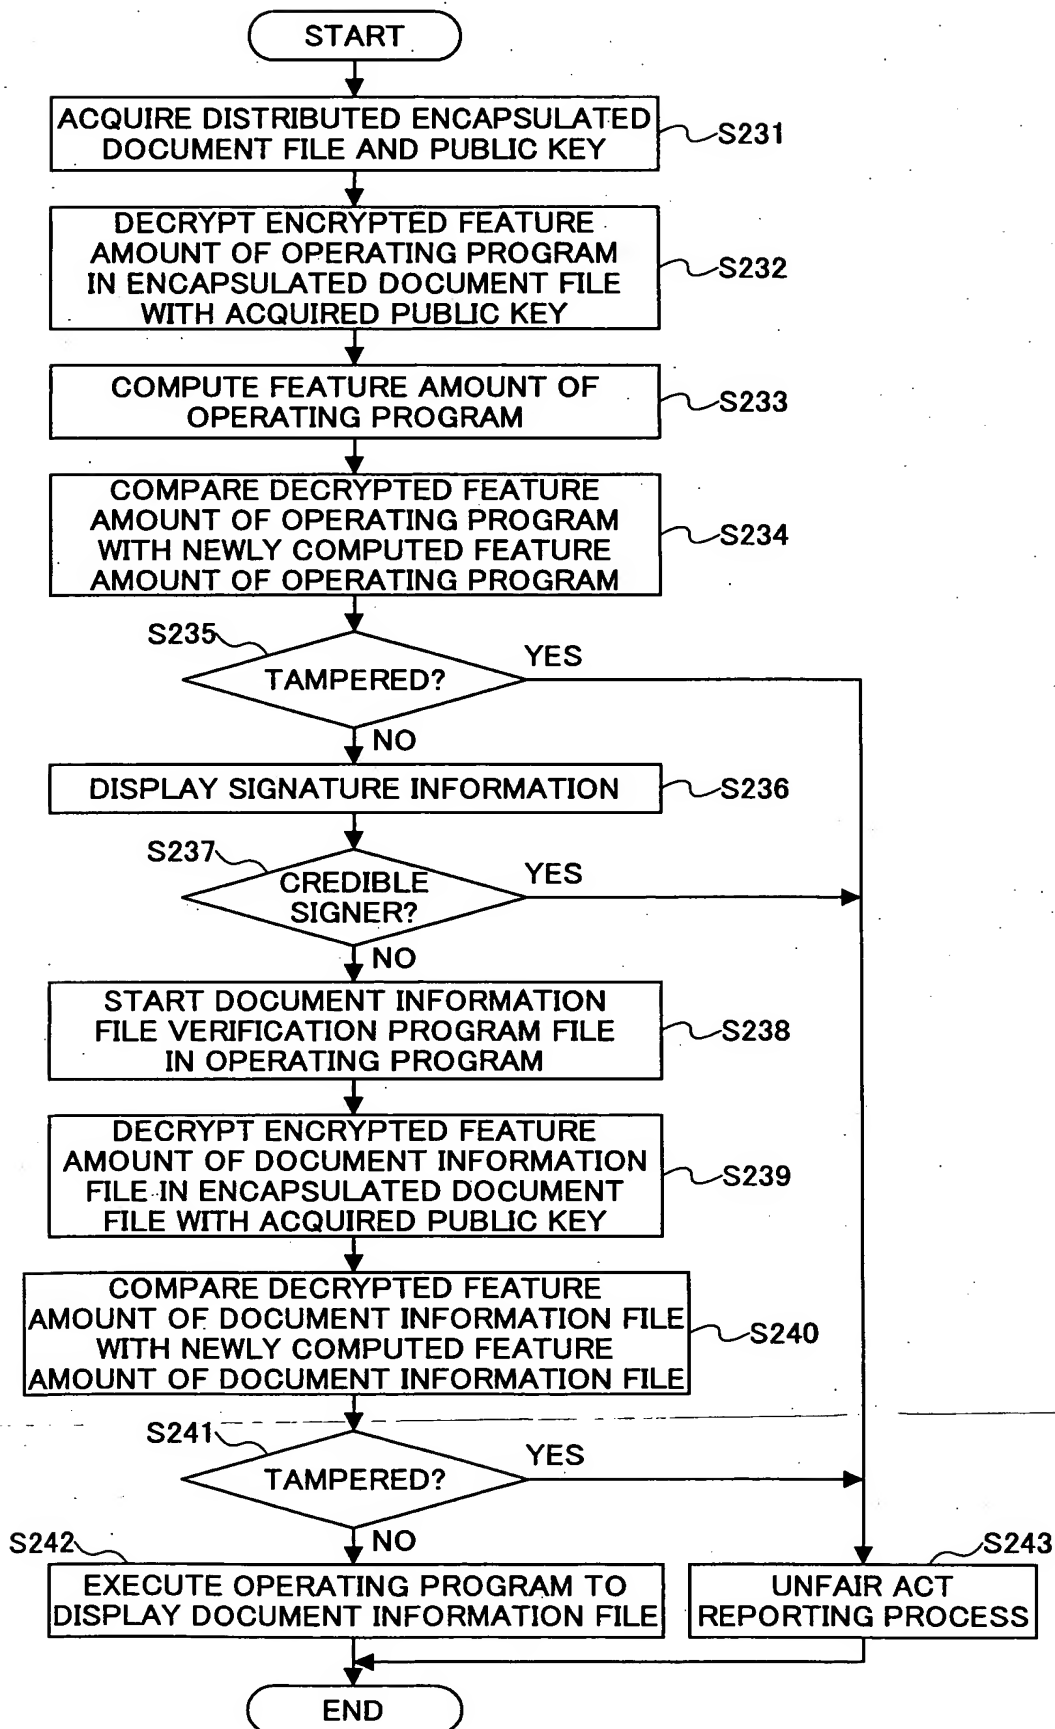 START
ACQUIRE DISTRIBUTED ENCAPSULATED
DOCUMENT FILE AND PUBLIC KEY
S231
DECRYPT ENCRYPTED FEATURE
AMOUNT OF OPERATING PROGRAM
IN ENCAPSULATED DOCUMENT FILE
WITH ACQUIRED PUBLIC KEY
S232
COMPUTE FEATURE AMOUNT OF
OPERATING PROGRAM
S233
COMPARE DECRYPTED FEATURE
AMOUNT OF OPERATING PROGRAM
WITH NEWLY COMPUTED FEATURE
AMOUNT OF OPERATING PROGRAM
S234
S235
TAMPERED?
YES
NO
DISPLAY SIGNATURE INFORMATION
S236
S237
CREDIBLE
SIGNER?
YES
NO
START DOCUMENT INFORMATION
FILE VERIFICATION PROGRAM FILE
IN OPERATING PROGRAM
S238
DECRYPT ENCRYPTED FEATURE
AMOUNT OF DOCUMENT INFORMATION
FILE IN ENCAPSULATED DOCUMENT
FILE WITH ACQUIRED PUBLIC KEY
S239
COMPARE DECRYPTED FEATURE
AMOUNT OF DOCUMENT INFORMATION FILE
WITH NEWLY COMPUTED FEATURE
AMOUNT OF DOCUMENT INFORMATION FILE
S240
S241
TAMPERED?
YES
NO
S242
EXECUTE OPERATING PROGRAM TO
DISPLAY DOCUMENT INFORMATION FILE
S243
UNFAIR ACT
REPORTING PROCESS
END